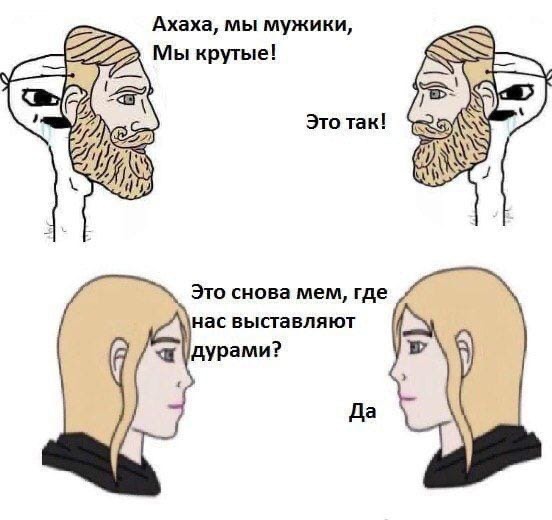 Ахаха, мы мужики,
Мы крутые!
Это так!
Это снова мем, где
нас выставляют
дурами?
Да